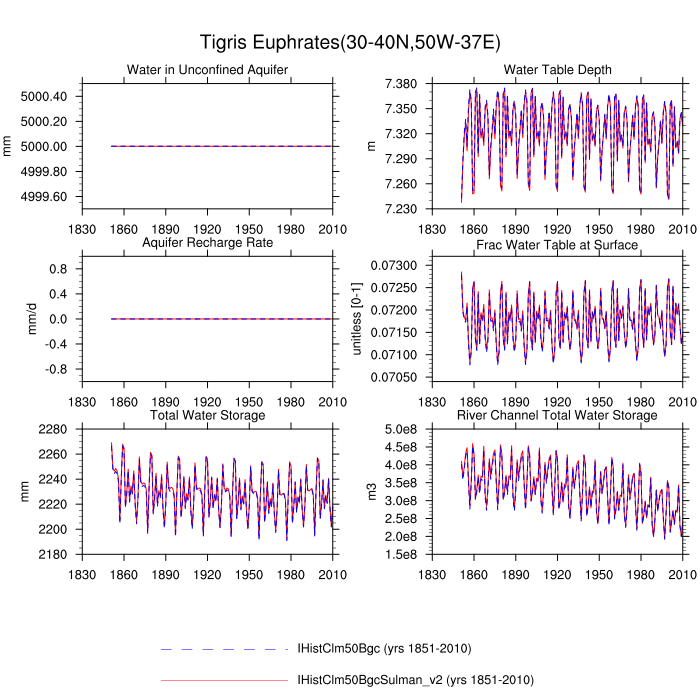 Tigris Euphrates(30-40N,50W-37E)
Water in Unconfined Aquifer
mm
5000.40
5000.20
5000.00
4999.80
4999.60
1830 1860 1890 1920 1950 1980 2010
Water Table Depth
m
7.380
7.350
7.320
7.290
7.260
7.230
1830 1860 1890 1920 1950 1980 2010
Aquifer Recharge Rate
mm/d
0.8
0.4
0.0
-0.4
-0.8
1830 1860 1890 1920 1950 1980 2010
Frac Water Table at Surface
unitless [0-1]
0.07300
0.07250
0.07200
0.07150
0.07100
0.07050
1830 1860 1890 1920 1950 1980 2010
Total Water Storage
mm
2280
2260
2240
2220
2200
2180
1830 1860 1890 1920 1950 1980 2010
River Channel Total Water Storage
m3
5.0e8
4.5e8
4.0e8
3.5e8
3.0e8
2.5e8
2.0e8
1.5e8
1830 1860 1890 1920 1950 1980 2010
IHistClm50Bgc (yrs 1851-2010)
IHistClm50BgcSulman_v2 (yrs 1851-2010)